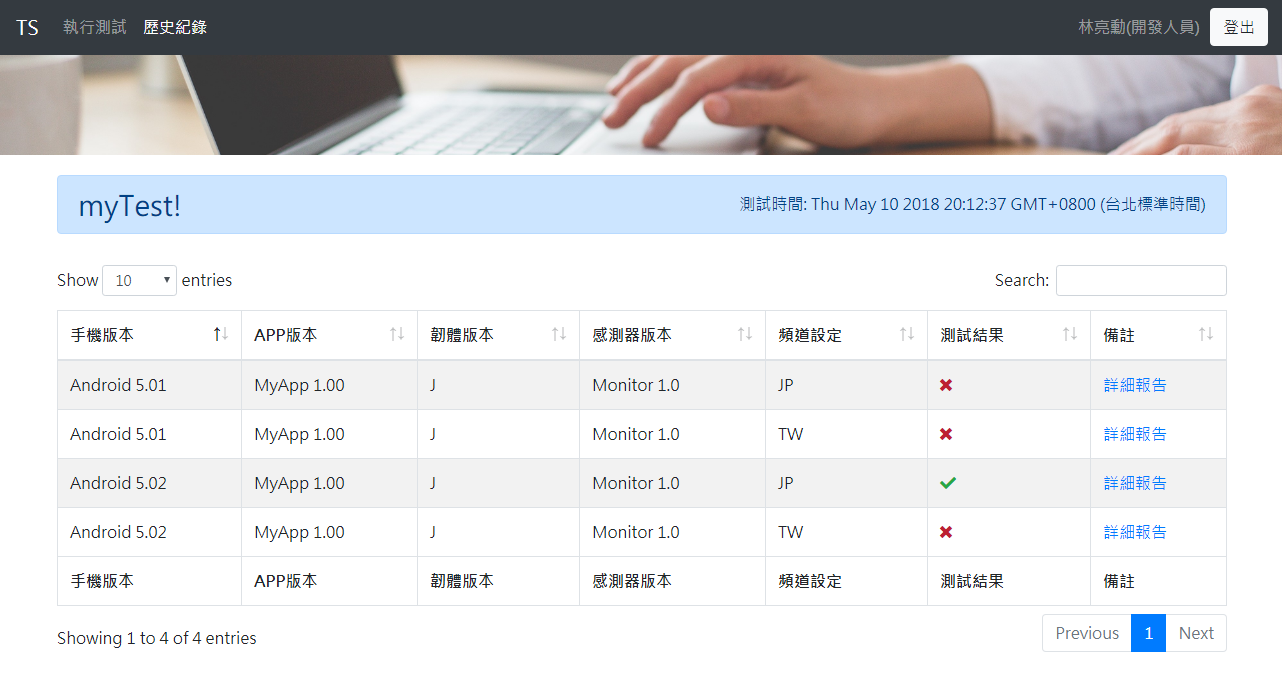 TS 執行測試 歷史紀錄 林亮勳(開發人員) 登出
myTest! 測試時間: Thu May 10 2018 20:12:37 GMT+0800 (台北標準時間)
Show 10 entries Search:
手機版本 APP版本 韌體版本 感測器版本 頻道設定 測試結果 備註
Android 5.01 MyApp 1.00 J Monitor 1.0 JP ✖ 詳細報告
Android 5.01 MyApp 1.00 J Monitor 1.0 TW ✖ 詳細報告
Android 5.02 MyApp 1.00 J Monitor 1.0 JP ✔ 詳細報告
Android 5.02 MyApp 1.00 J Monitor 1.0 TW ✖ 詳細報告
手機版本 APP版本 韌體版本 感測器版本 頻道設定 測試結果 備註
Showing 1 to 4 of 4 entries Previous 1 Next